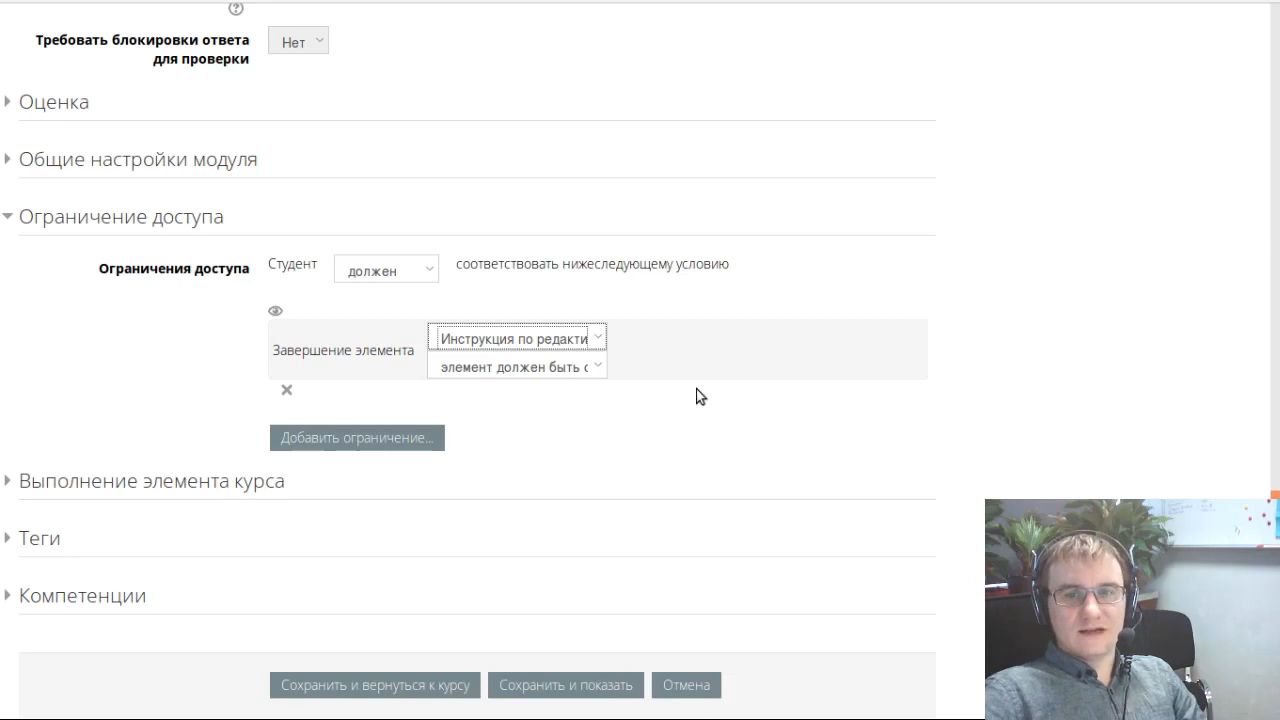 Требовать блокировки ответа
для проверки
Нет
Оценка
Общие настройки модуля
Ограничение доступа
Ограничения доступа
Студент должен соответствовать нижеследующему условию
Завершение элемента
Инструкция по редакти
элемент должен быть с
Добавить ограничение...
Выполнение элемента курса
Теги
Компетенции
Сохранить и вернуться к курсу
Сохранить и показать
Отмена